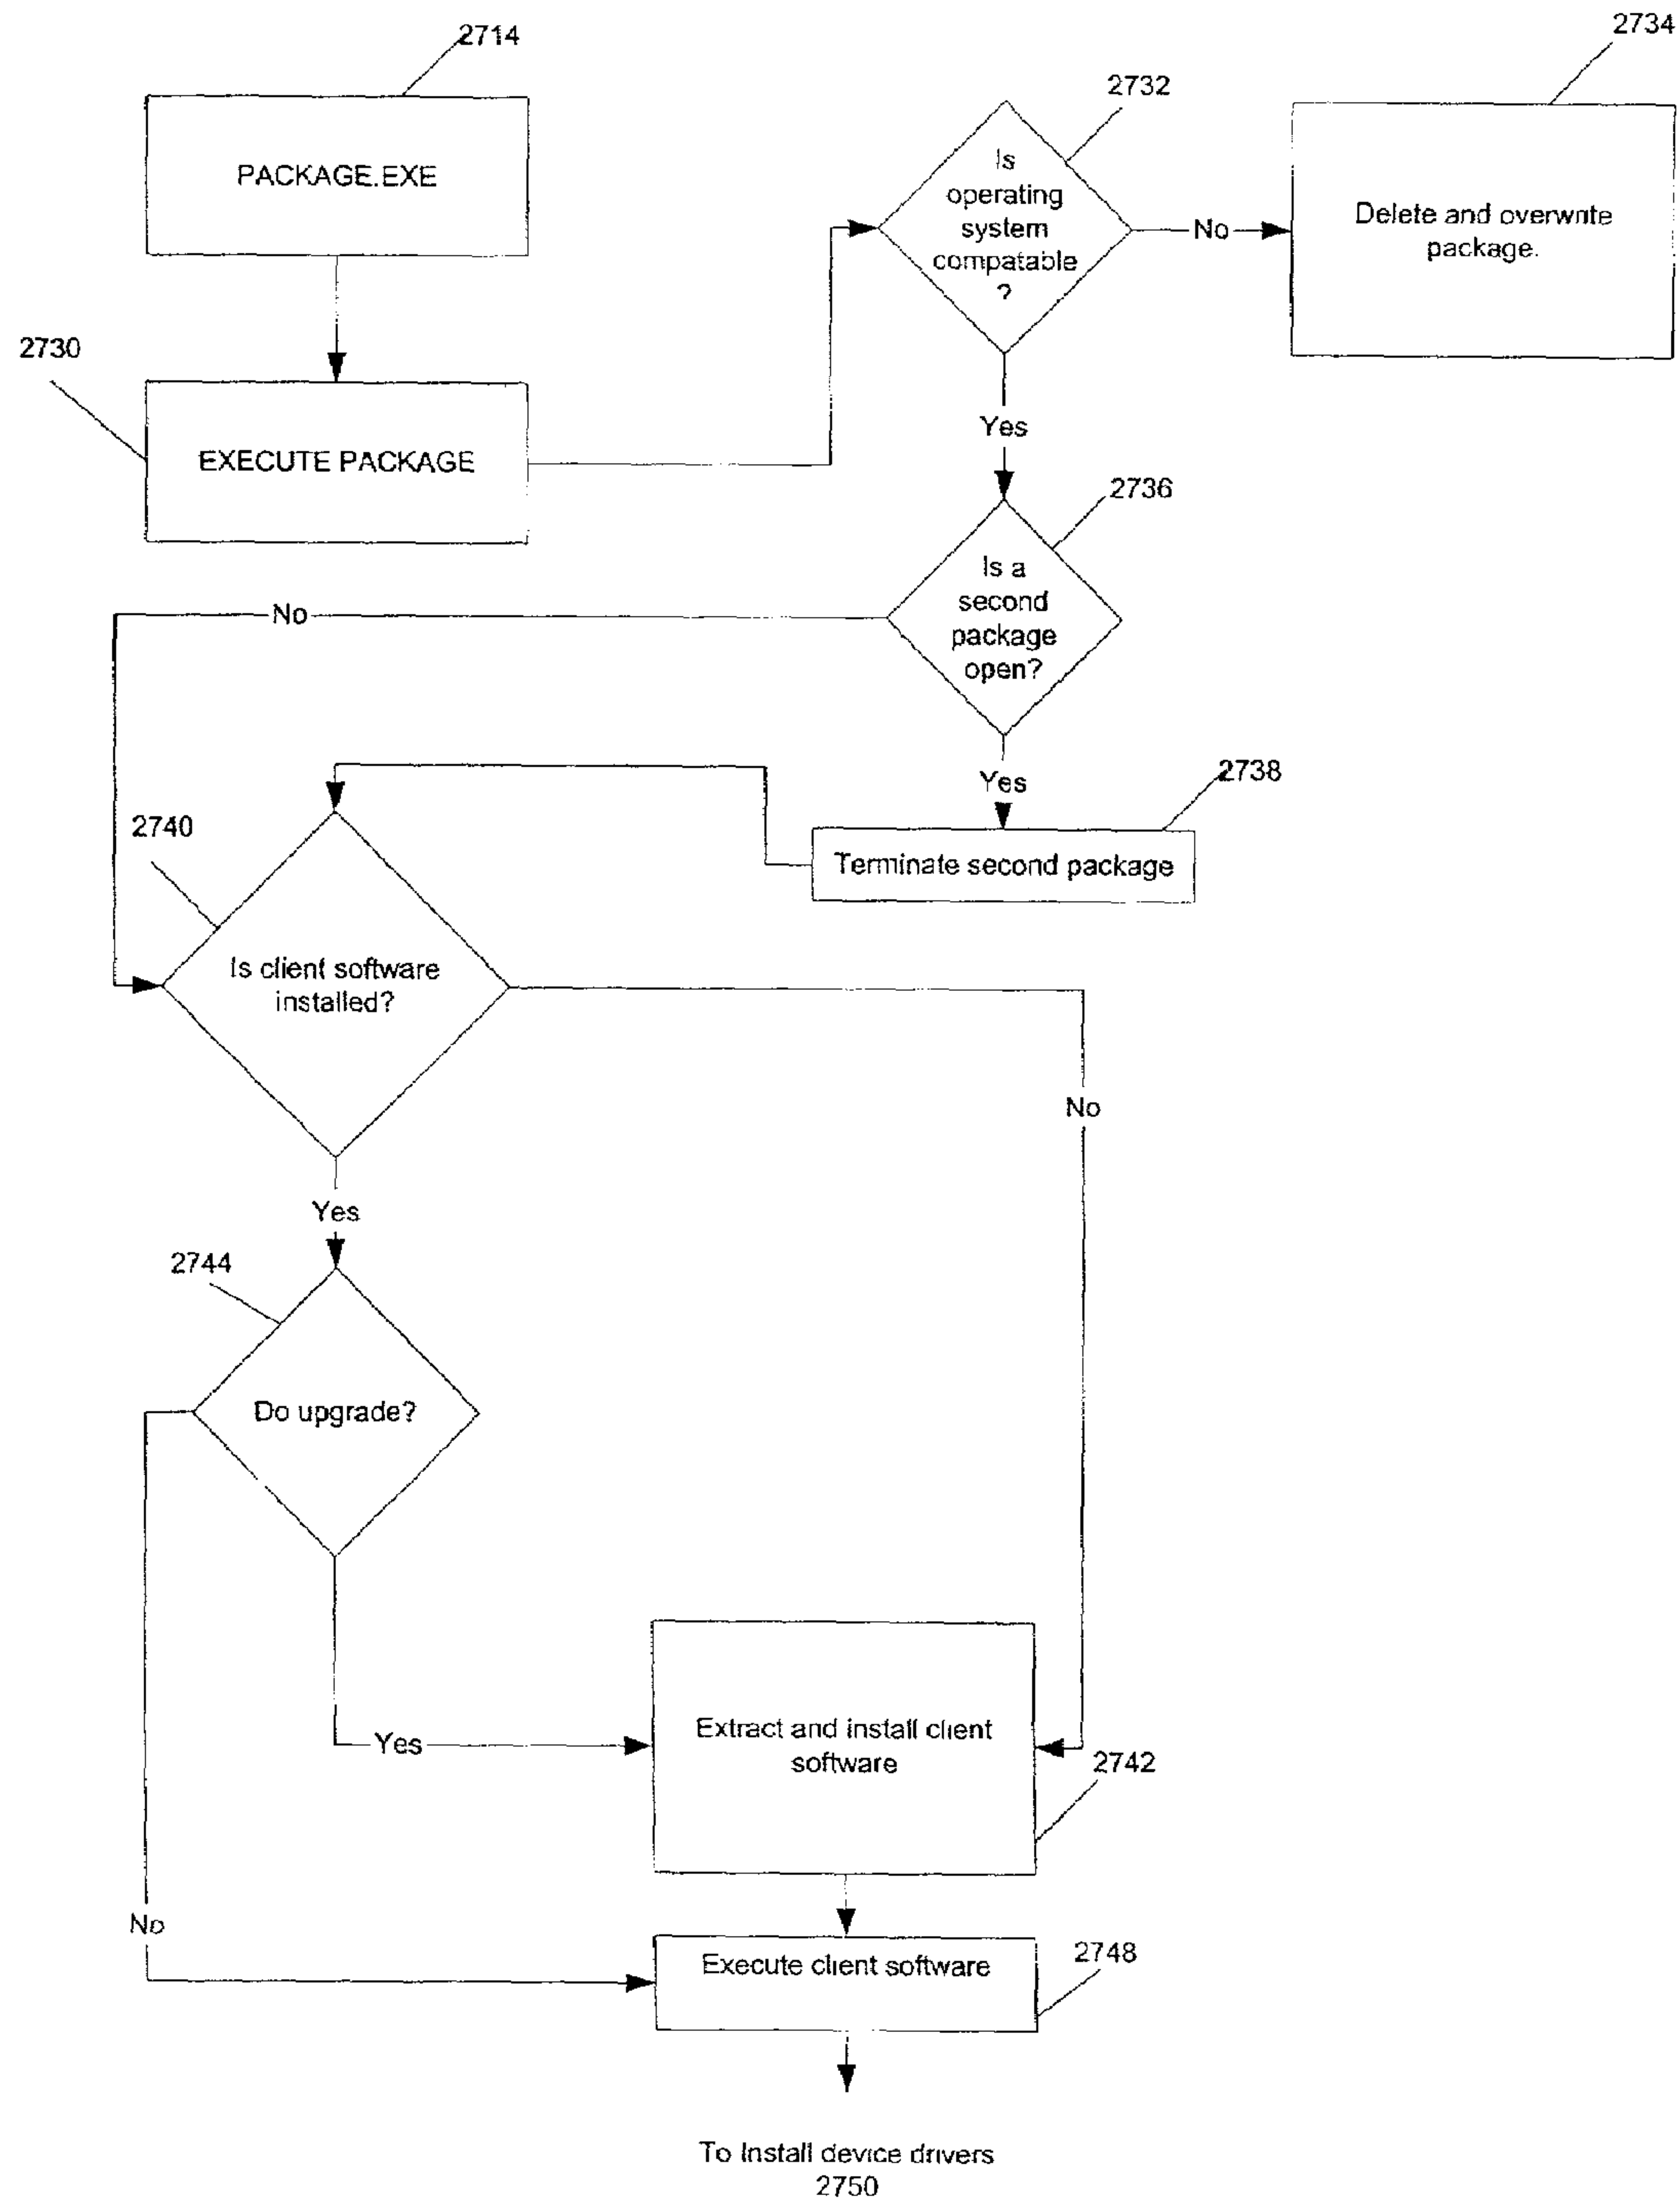 2714
PACKAGE.EXE
2730
EXECUTE PACKAGE
2732
Is
operating
system
compatable
?
No
2734
Delete and overwrite
package.
Yes
2736
Is a
second
package
open?
No
Yes
2738
Terminate second package
2740
Is client software
installed?
No
Yes
2744
Do upgrade?
Yes
Extract and install client
software
2742
No
Execute client software
2748
To Install device drivers
2750